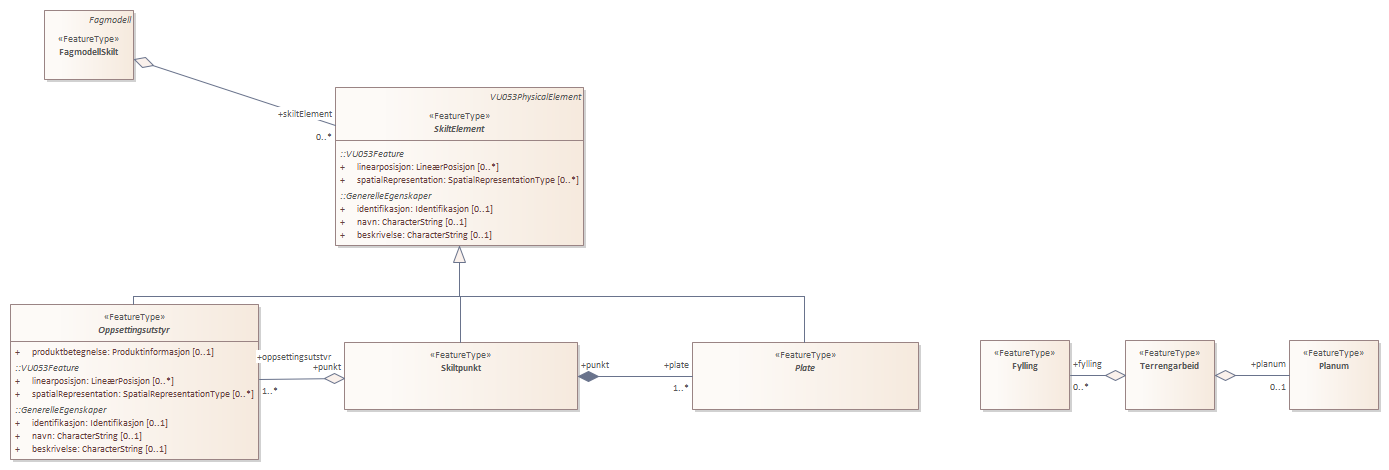 Fagmodell
«FeatureType»
FagmodellSkilt
+skiltElement
0..*
VU053PhysicalElement
«FeatureType»
SkiltElement
::VU053Feature
+ linearposisjon: LineærPosisjon [0..*]
+ spatialRepresentation: SpatialRepresentationType [0..*]
::GenerelleEgenskaper
+ identifikasjon: Identifikasjon [0..1]
+ navn: CharacterString [0..1]
+ beskrivelse: CharacterString [0..1]
«FeatureType»
Oppsettingsutstyr
+ produktbetegnelse: Produktinformasjon [0..1]
::VU053Feature
+ linearposisjon: LineærPosisjon [0..*]
+ spatialRepresentation: SpatialRepresentationType [0..*]
::GenerelleEgenskaper
+ identifikasjon: Identifikasjon [0..1]
+ navn: CharacterString [0..1]
+ beskrivelse: CharacterString [0..1]
+oppsettingsutstyr
+punkt
1..*
«FeatureType»
Skiltpunkt
+punkt
+plate
1..*
«FeatureType»
Plate
«FeatureType»
Fylling
+fylling
0..*
«FeatureType»
Terrengarbeid
+planum
0..1
«FeatureType»
Planum